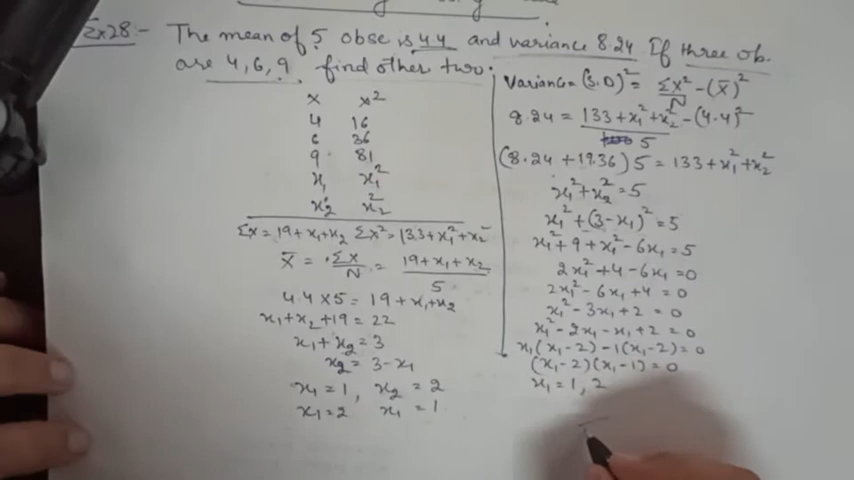 Ex28:- The mean of 5 obse is 4.4 and variance 8.24 If three ob.
are 4,6,9 find other two.
x x²
4 16
6 36
9 81
x₁ x₁²
x₂ x₂²
Σx = 19+x₁+x₂ Σx² = 133+x₁²+x₂²
x̄ = Σx/N = (19+x₁+x₂)/5
4.4×5 = 19+x₁+x₂
x₁+x₂+19 = 22
x₁+x₂ = 3
x₂ = 3-x₁
x₁ = 1, x₂ = 2
x₁ = 2 x₁ = 1
Variance = (S.D)² = Σx²/N - (x̄)²
8.24 = (133+x₁²+x₂²)/5 - (4.4)²
(8.24 + 19.36) 5 = 133+x₁²+x₂²
x₁²+x₂² = 5
x₁²+(3-x₁)² = 5
x₁²+9+x₁²-6x₁ = 5
2x₁²+4-6x₁ = 0
2x₁²-6x₁+4 = 0
x₁²-3x₁+2 = 0
x₁²-2x₁-x₁+2 = 0
x₁(x₁-2)-1(x₁-2) = 0
(x₁-2)(x₁-1) = 0
x₁ = 1, 2